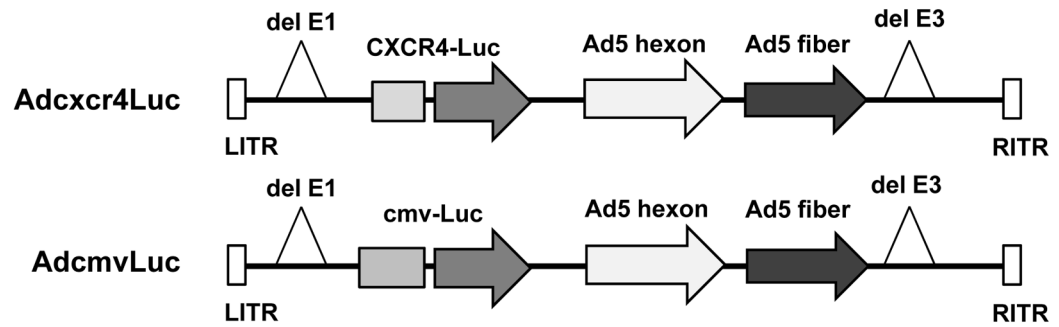 del E1
CXCR4-Luc
Ad5 hexon
Ad5 fiber
del E3
Adcxcr4Luc
LITR
RITR
del E1
cmv-Luc
Ad5 hexon
Ad5 fiber
del E3
AdcmvLuc
LITR
RITR